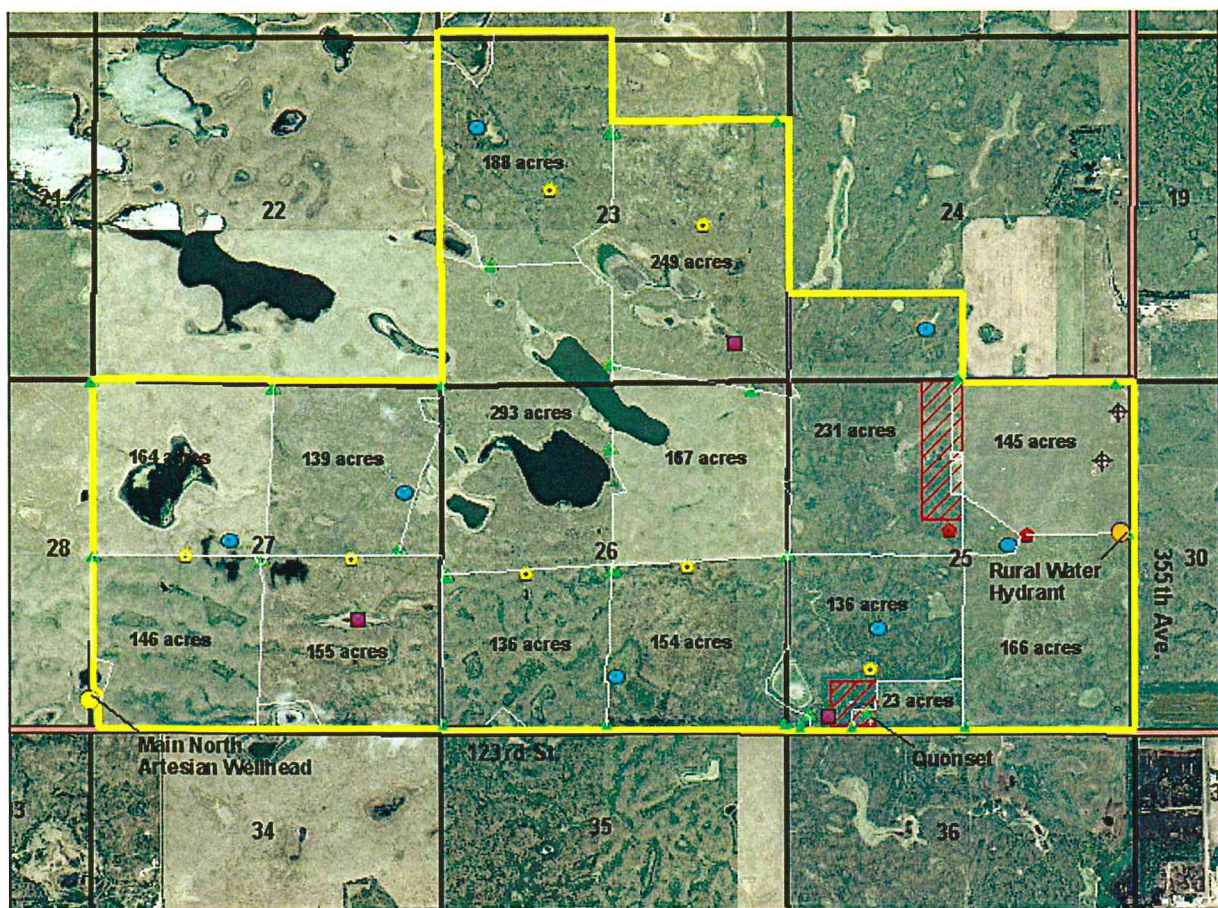 188 acres
21
22
23
24
19
249 acres
293 acres
231 acres
145 acres
164 acres
139 acres
167 acres
28
27
26
25
30
Rural Water
Hydrant
355th Ave.
146 acres
155 acres
136 acres
154 acres
136 acres
166 acres
23 acres
Main North
Artesian Wellhead
123rd St.
Quonset
34
35
36